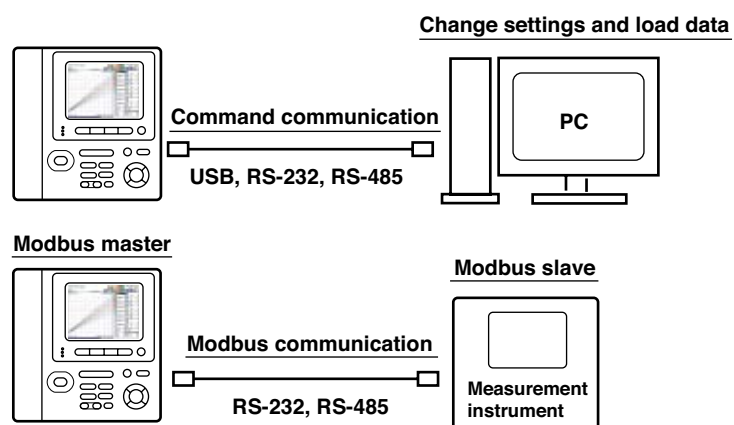 Change settings and load data
Command communication
PC
USB, RS-232, RS-485
Modbus master
Modbus slave
Modbus communication
Measurement
instrument
RS-232, RS-485